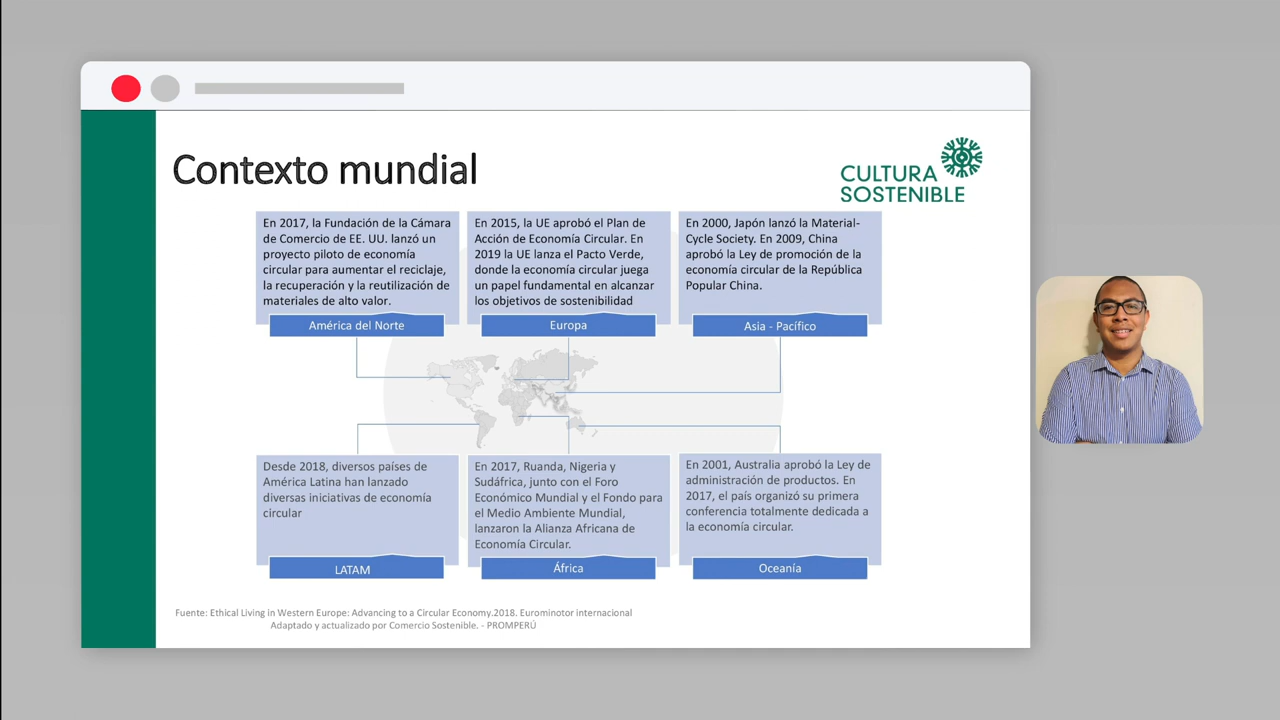 Contexto mundial
CULTURA
SOSTENIBLE
En 2017, la Fundación de la Cámara
de Comercio de EE. UU. lanzó un
proyecto piloto de economía
circular para aumentar el reciclaje,
la recuperación y la reutilización de
materiales de alto valor.
América del Norte
En 2015, la UE aprobó el Plan de
Acción de Economía Circular. En
2019 la UE lanza el Pacto Verde,
donde la economía circular juega
un papel fundamental en alcanzar
los objetivos de sostenibilidad
Europa
En 2000, Japón lanzó la Material-
Cycle Society. En 2009, China
aprobó la Ley de promoción de la
economía circular de la República
Popular China.
Asia - Pacífico
Desde 2018, diversos países de
América Latina han lanzado
diversas iniciativas de economía
circular
LATAM
En 2017, Ruanda, Nigeria y
Sudáfrica, junto con el Foro
Económico Mundial y el Fondo para
el Medio Ambiente Mundial,
lanzaron la Alianza Africana de
Economía Circular.
África
En 2001, Australia aprobó la Ley de
administración de productos. En
2017, el país organizó su primera
conferencia totalmente dedicada a
la economía circular.
Oceanía
Fuente: Ethical Living in Western Europe: Advancing to a Circular Economy.2018. Eurominotor internacional
Adaptado y actualizado por Comercio Sostenible. - PROMPERÚ